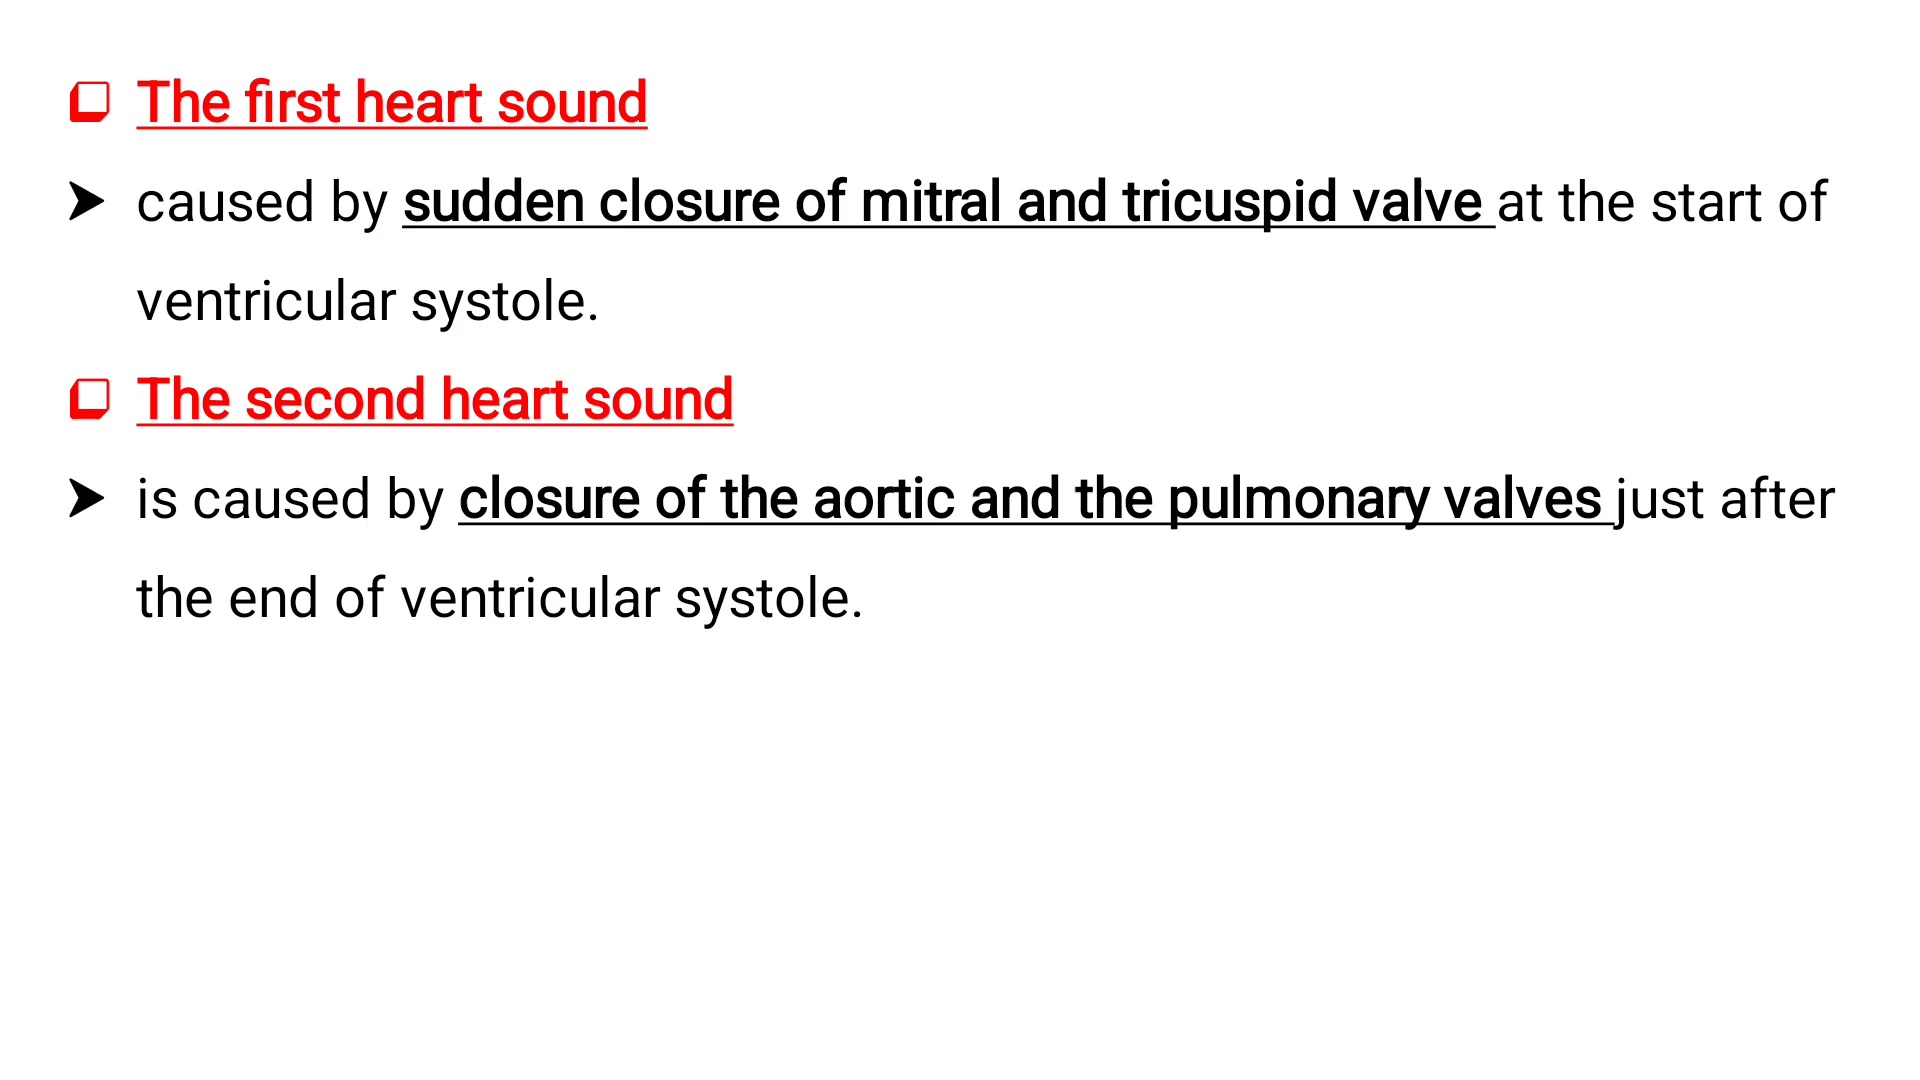 The first heart sound
caused by sudden closure of mitral and tricuspid valve at the start of
ventricular systole.
The second heart sound
is caused by closure of the aortic and the pulmonary valves just after
the end of ventricular systole.